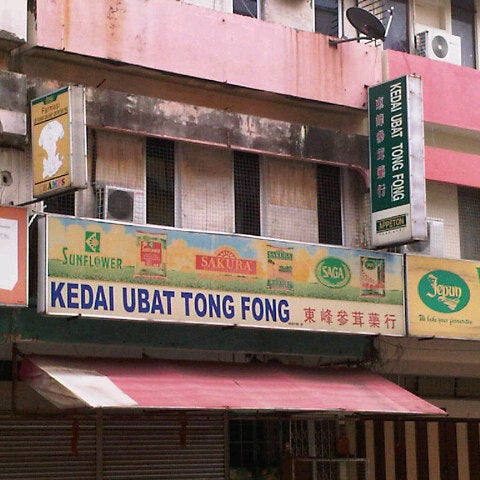 KEDAI UBAT TONG FONG
東峰參茸藥行
APPETON
SUNFLOWER
SAKURA
SAGA
KEDAI UBAT TONG FONG
東峰參茸藥行
Jepun